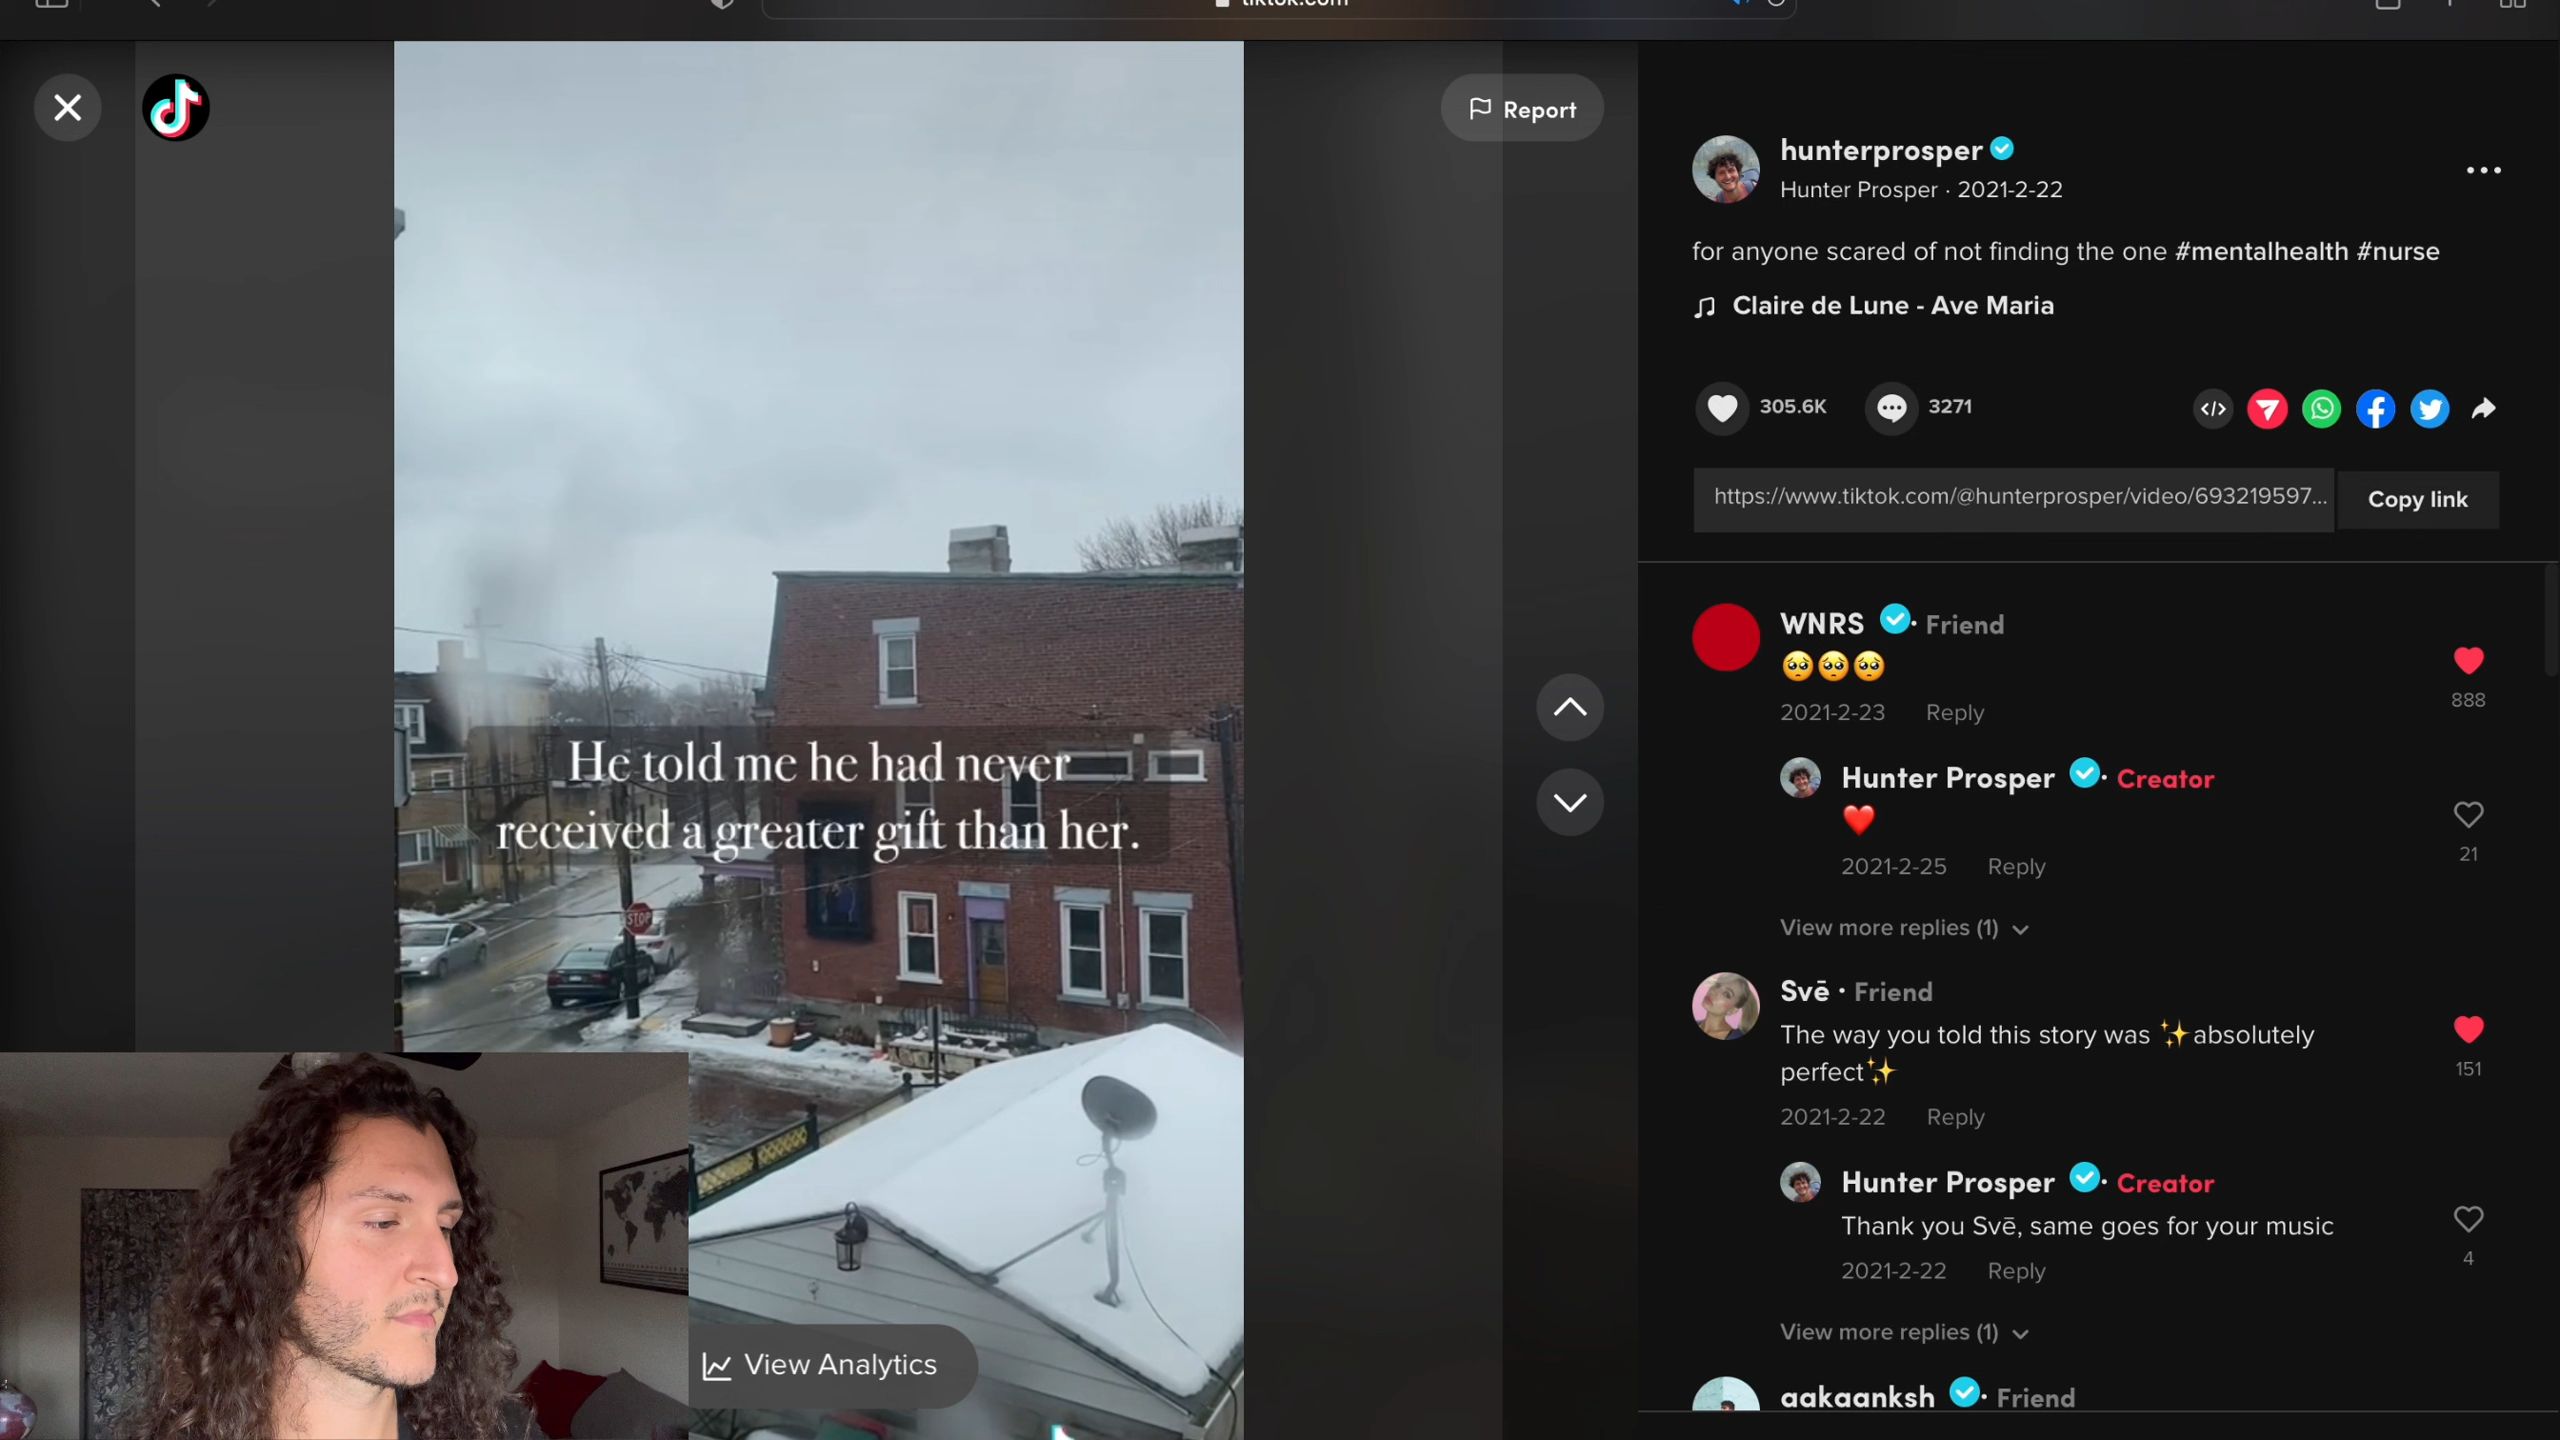 tiktok.com
Report
He told me he had never
received a greater gift than her.
STOP
View Analytics
hunterprosper
Hunter Prosper · 2021-2-22
for anyone scared of not finding the one #mentalhealth #nurse
Claire de Lune - Ave Maria
305.6K
3271
https://www.tiktok.com/@hunterprosper/video/693219597...
Copy link
WNRS · Friend
🥺🥺🥺
888
2021-2-23 Reply
Hunter Prosper · Creator
❤️
21
2021-2-25 Reply
View more replies (1)
Svē · Friend
The way you told this story was ✨absolutely
perfect✨
151
2021-2-22 Reply
Hunter Prosper · Creator
Thank you Svē, same goes for your music
4
2021-2-22 Reply
View more replies (1)
aakaanksh · Friend